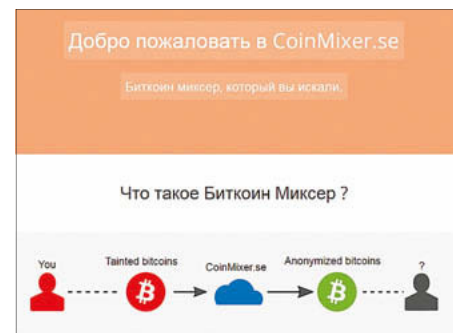 Добро пожаловать в CoinMixer.se
Биткоин миксер, который вы искали.
Что такое Биткоин Миксер ?
You Tainted bitcoins CoinMixer.se Anonymized bitcoins ?